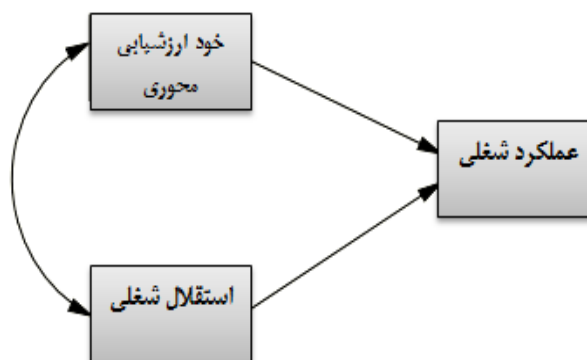 خود ارزشیابی
محوری
عملکرد شغلی
استقلال شغلی